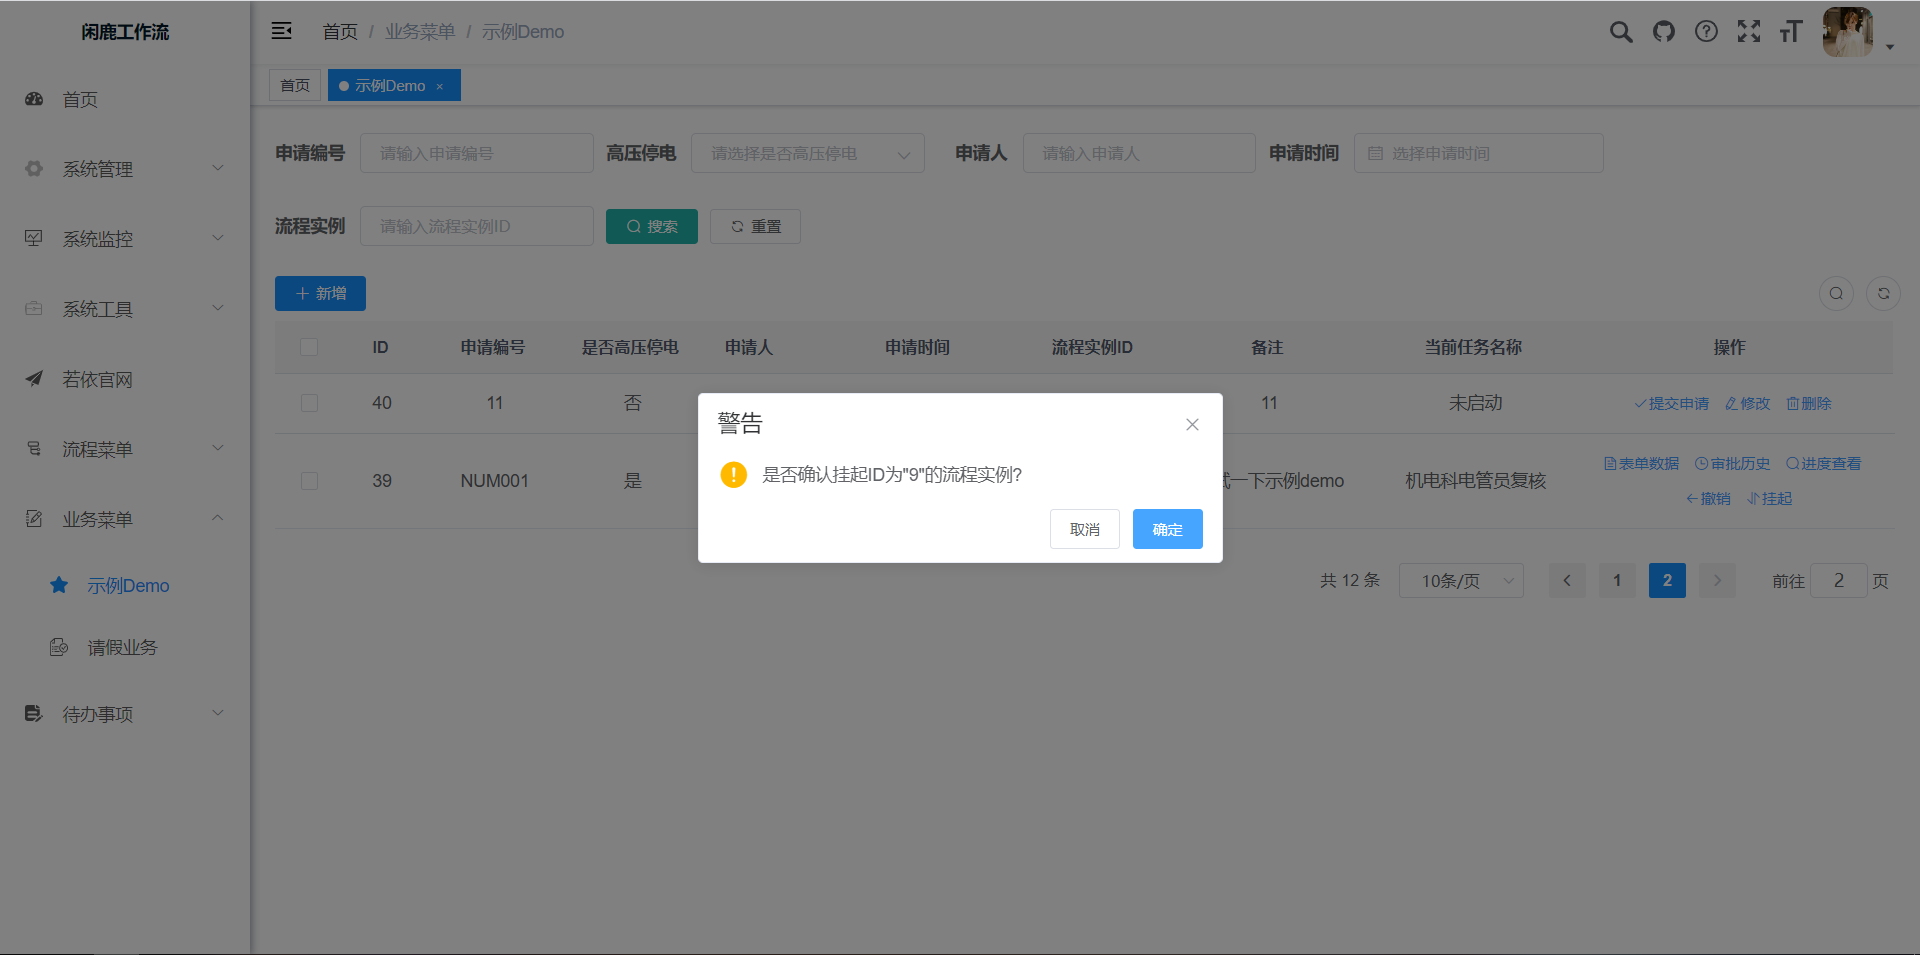 闲鹿工作流
首页 / 业务菜单 / 示例Demo
首页
示例Demo ×
首页
系统管理
系统监控
系统工具
若依官网
流程菜单
业务菜单
示例Demo
请假业务
待办事项
申请编号 请输入申请编号 高压停电 请选择是否高压停电 申请人 请输入申请人 申请时间 选择申请时间
流程实例 请输入流程实例ID 搜索 重置
新增
ID 申请编号 是否高压停电 申请人 申请时间 流程实例ID 备注 当前任务名称 操作
40 11 否 11 未启动 提交申请 修改 删除
39 NUM001 是 一下示例demo 机电科电管员复核 表单数据 审批历史 进度查看
撤销 挂起
警告
是否确认挂起ID为"9"的流程实例?
取消 确定
共 12 条 10条/页 1 2 前往 2 页